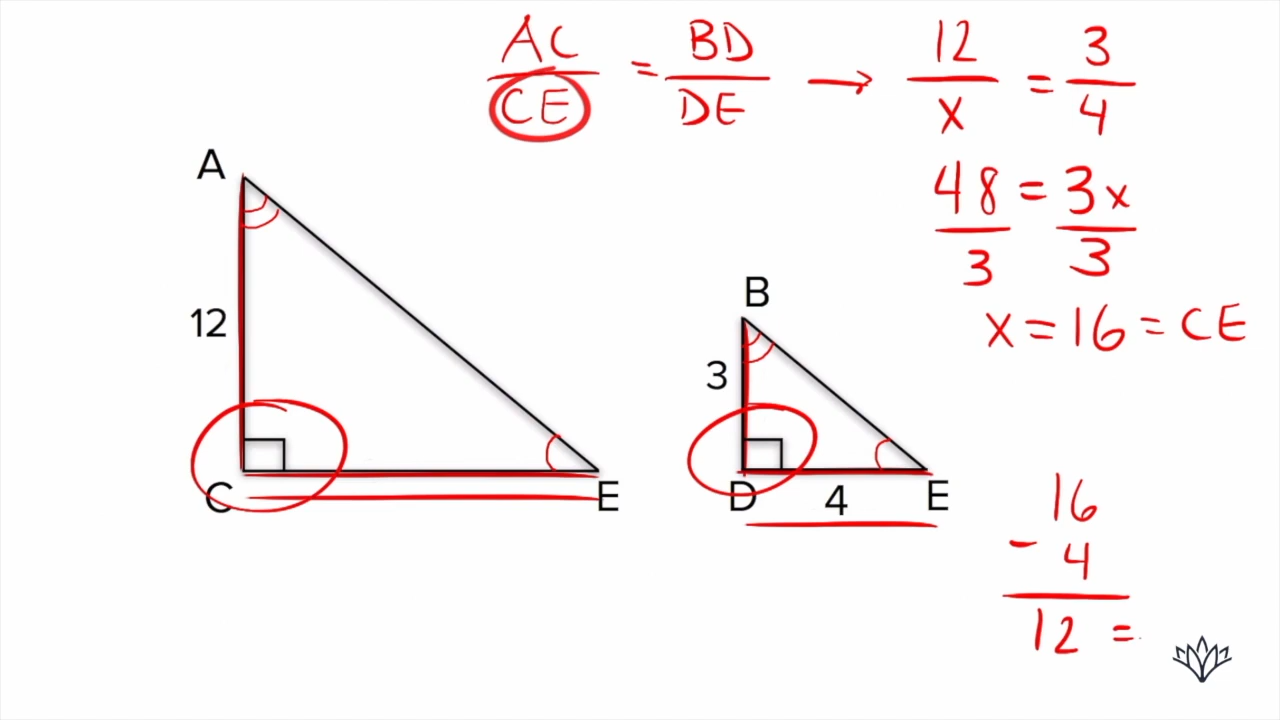 AC/CE = BD/DE → 12/x = 3/4
48/3 = 3x/3
x = 16 = CE
A
12
C E
B
3
D 4 E
16
- 4
12 =